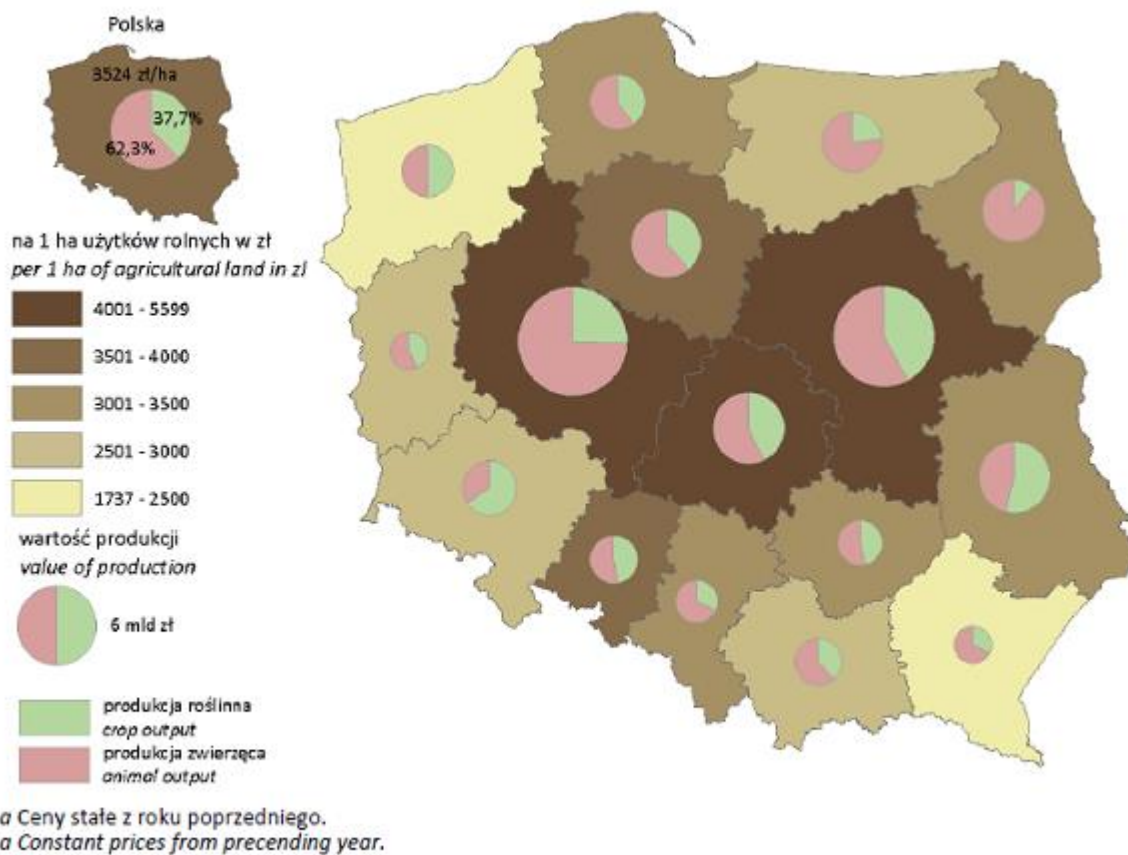 Polska
3524 zł/ha
37,7%
62,3%
na 1 ha użytków rolnych w zł
per 1 ha of agricultural land in zl
4001 - 5599
3501 - 4000
3001 - 3500
2501 - 3000
1737 - 2500
wartość produkcji
value of production
6 mld zł
produkcja roślinna
crop output
produkcja zwierzęca
animal output
a Ceny stałe z roku poprzedniego.
a Constant prices from precending year.